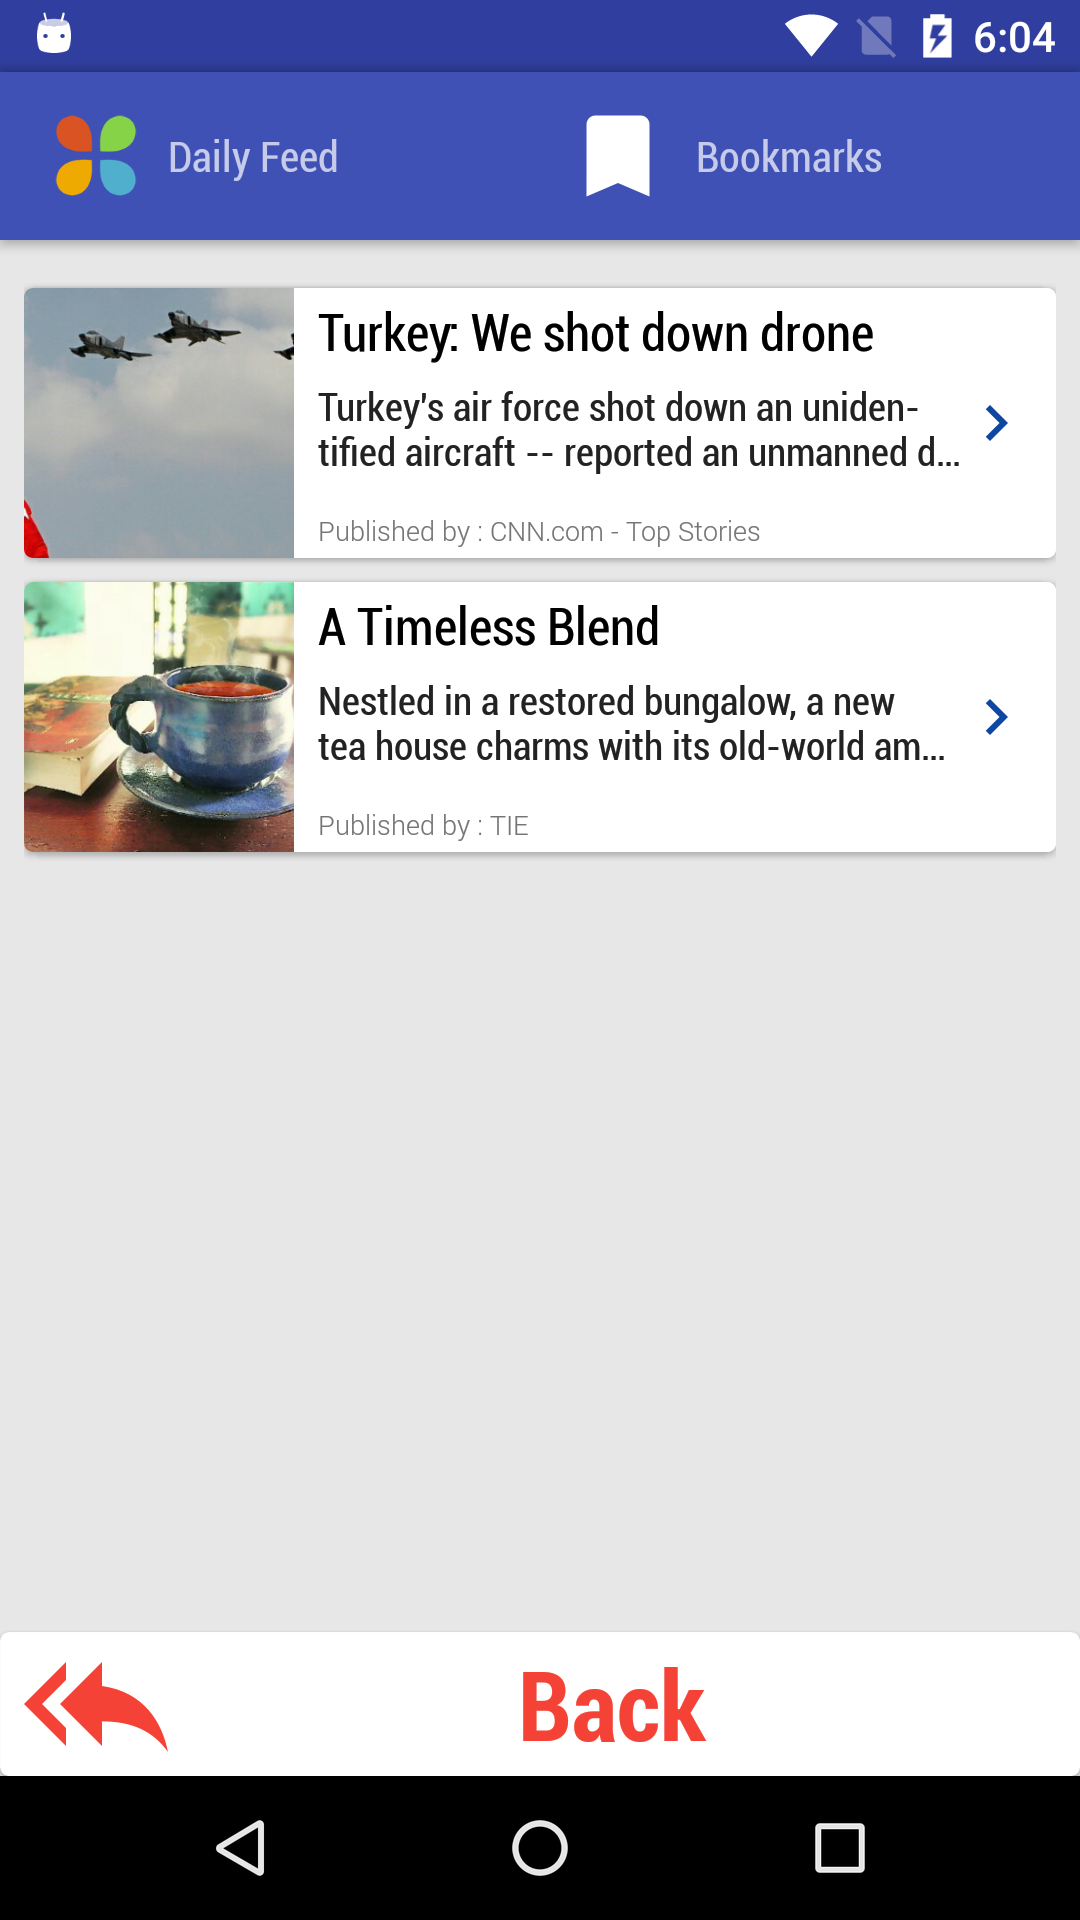 6:04
Daily Feed
Bookmarks
Turkey: We shot down drone
Turkey's air force shot down an uniden-
tified aircraft -- reported an unmanned d...
Published by : CNN.com - Top Stories
A Timeless Blend
Nestled in a restored bungalow, a new
tea house charms with its old-world am...
Published by : TIE
Back